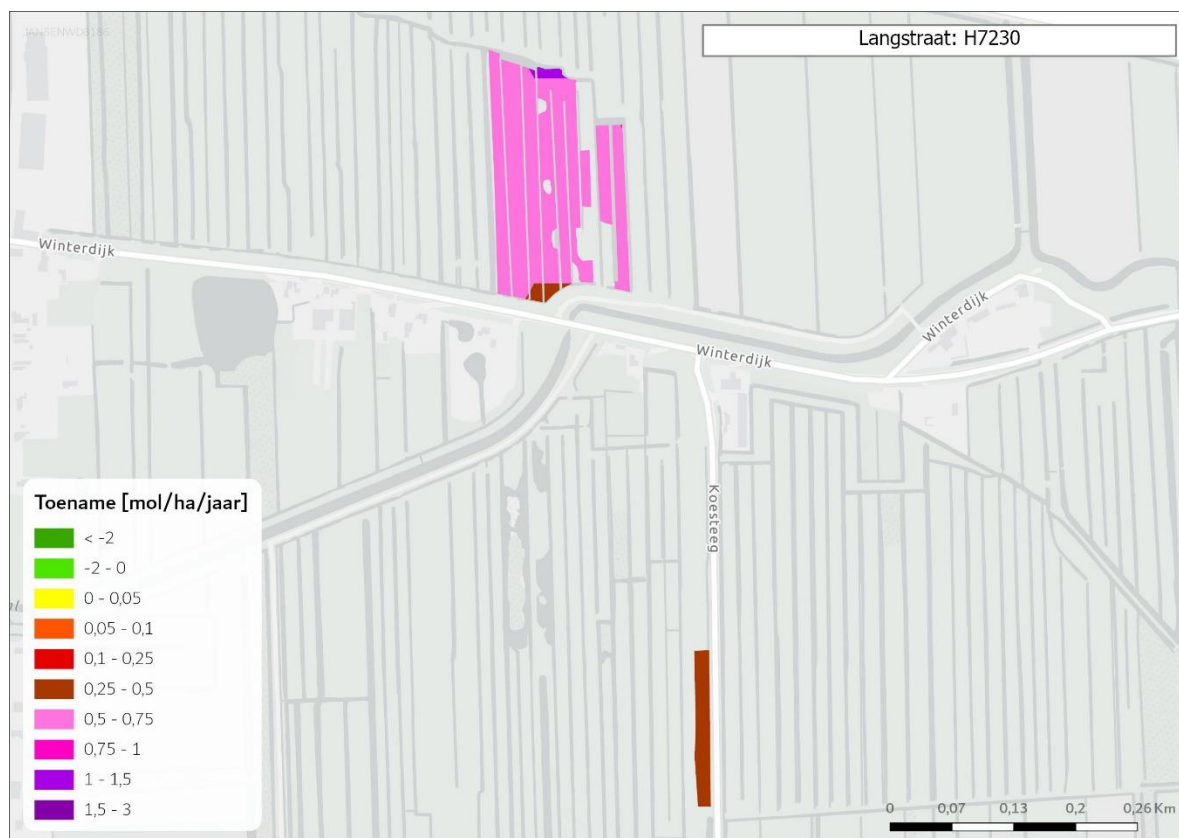 JANSENWDB186
Langstraat: H7230
Winterdijk
Winterdijk
Winterdijk
Koesteeg
Toename [mol/ha/jaar]
< -2
-2 - 0
0 - 0,05
0,05 - 0,1
0,1 - 0,25
0,25 - 0,5
0,5 - 0,75
0,75 - 1
1 - 1,5
1,5 - 3
0 0,07 0,13 0,2 0,26 Km